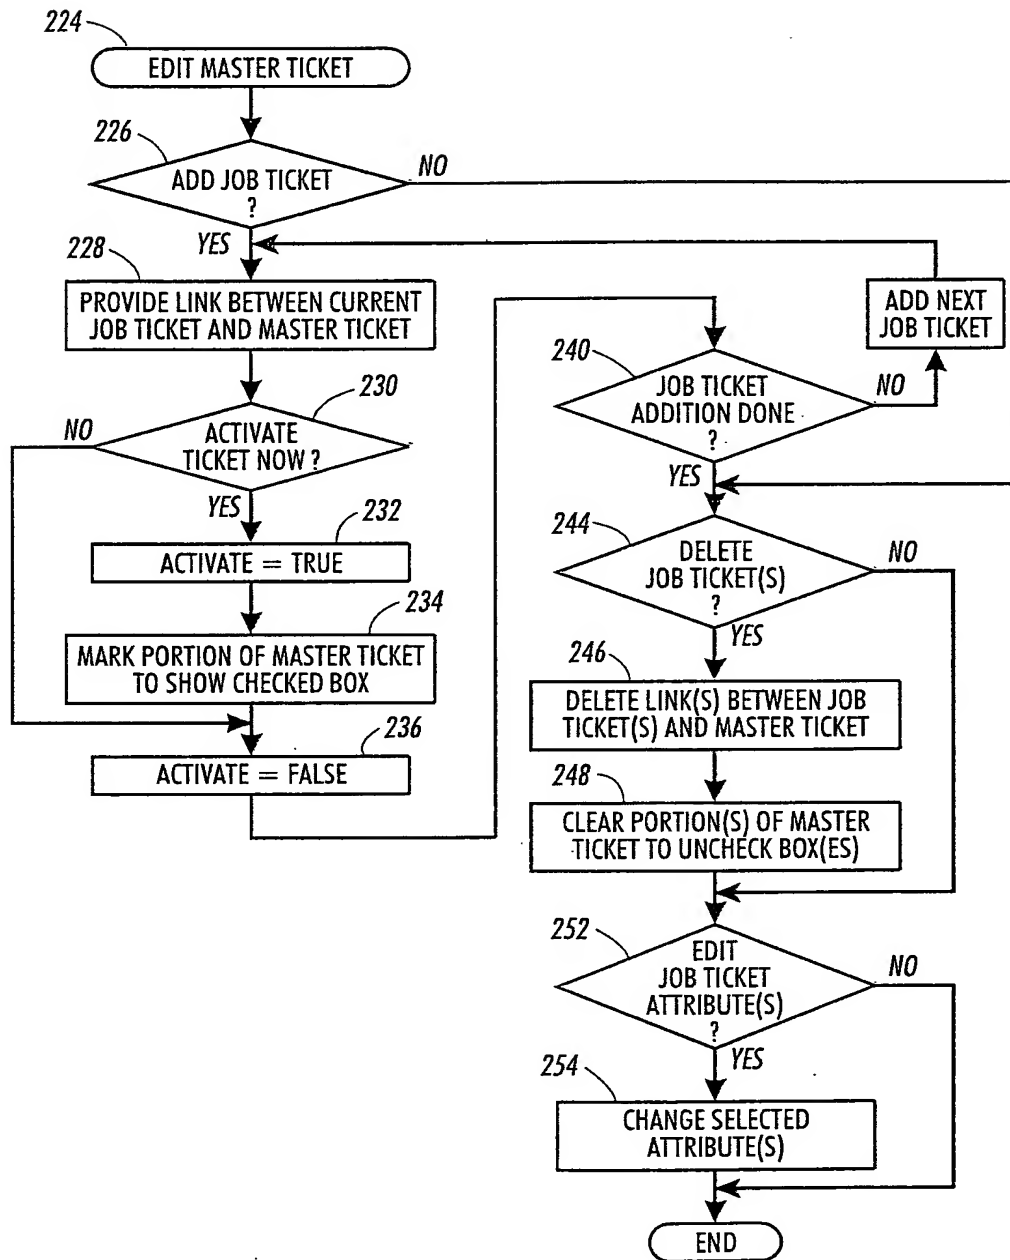 224
EDIT MASTER TICKET
226
ADD JOB TICKET
?
NO
YES
228
PROVIDE LINK BETWEEN CURRENT
JOB TICKET AND MASTER TICKET
230
ACTIVATE
TICKET NOW ?
NO
YES
232
ACTIVATE = TRUE
234
MARK PORTION OF MASTER TICKET
TO SHOW CHECKED BOX
236
ACTIVATE = FALSE
ADD NEXT
JOB TICKET
240
JOB TICKET
ADDITION DONE
?
NO
YES
244
DELETE
JOB TICKET(S)
?
NO
YES
246
DELETE LINK(S) BETWEEN JOB
TICKET(S) AND MASTER TICKET
248
CLEAR PORTION(S) OF MASTER
TICKET TO UNCHECK BOX(ES)
252
EDIT
JOB TICKET
ATTRIBUTE(S)
?
NO
YES
254
CHANGE SELECTED
ATTRIBUTE(S)
END